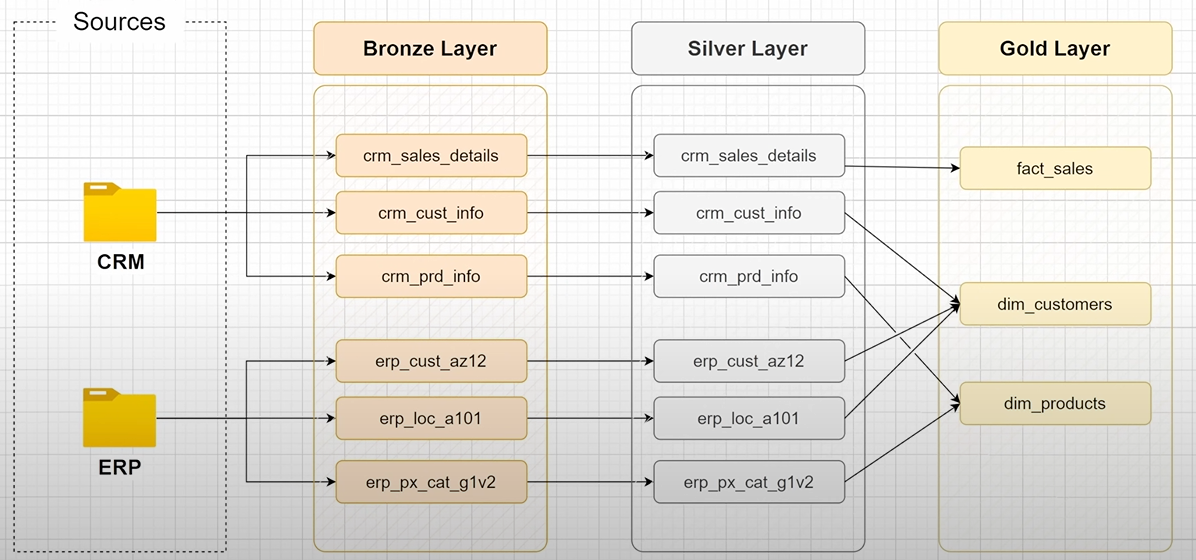 Sources
Bronze Layer
Silver Layer
Gold Layer
CRM
ERP
crm_sales_details
crm_cust_info
crm_prd_info
erp_cust_az12
erp_loc_a101
erp_px_cat_g1v2
crm_sales_details
crm_cust_info
crm_prd_info
erp_cust_az12
erp_loc_a101
erp_px_cat_g1v2
fact_sales
dim_customers
dim_products